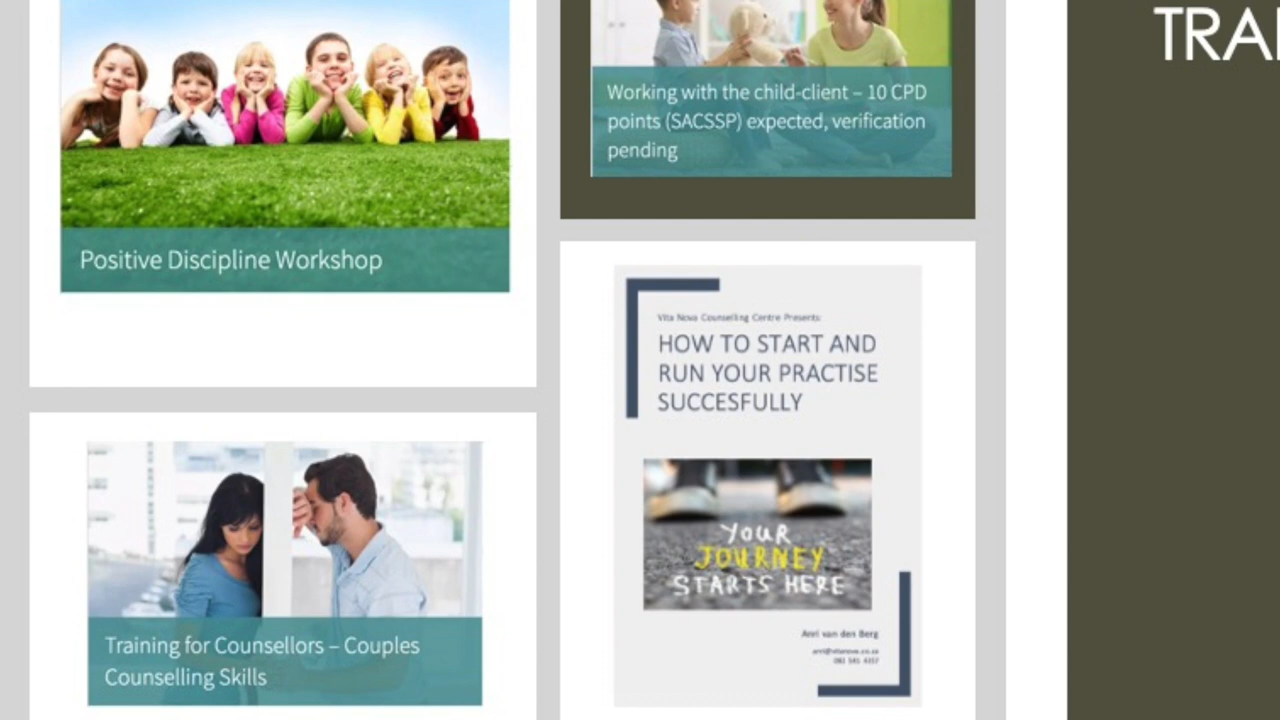 TRAI
Working with the child-client – 10 CPD
points (SACSSP) expected, verification
pending
Positive Discipline Workshop
Vita Nova Counselling Centre Presents:
HOW TO START AND
RUN YOUR PRACTISE
SUCCESFULLY
YOUR
JOURNEY
STARTS HERE
Anri van den Berg
Training for Counsellors – Couples
Counselling Skills